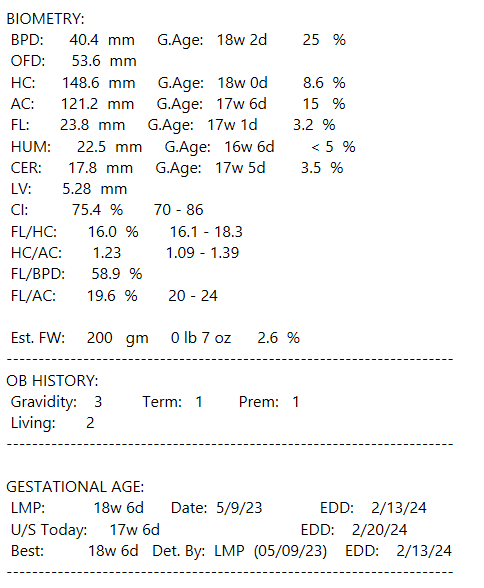 BIOMETRY:
BPD: 40.4 mm G.Age: 18w 2d 25 %
OFD: 53.6 mm
HC: 148.6 mm G.Age: 18w 0d 8.6 %
AC: 121.2 mm G.Age: 17w 6d 15 %
FL: 23.8 mm G.Age: 17w 1d 3.2 %
HUM: 22.5 mm G.Age: 16w 6d < 5 %
CER: 17.8 mm G.Age: 17w 5d 3.5 %
LV: 5.28 mm
CI: 75.4 % 70 - 86
FL/HC: 16.0 % 16.1 - 18.3
HC/AC: 1.23 1.09 - 1.39
FL/BPD: 58.9 %
FL/AC: 19.6 % 20 - 24
Est. FW: 200 gm 0 lb 7 oz 2.6 %
--------------------------------------------------------------------------
OB HISTORY:
Gravidity: 3 Term: 1 Prem: 1
Living: 2
--------------------------------------------------------------------------
GESTATIONAL AGE:
LMP: 18w 6d Date: 5/9/23 EDD: 2/13/24
U/S Today: 17w 6d EDD: 2/20/24
Best: 18w 6d Det. By: LMP (05/09/23) EDD: 2/13/24
--------------------------------------------------------------------------